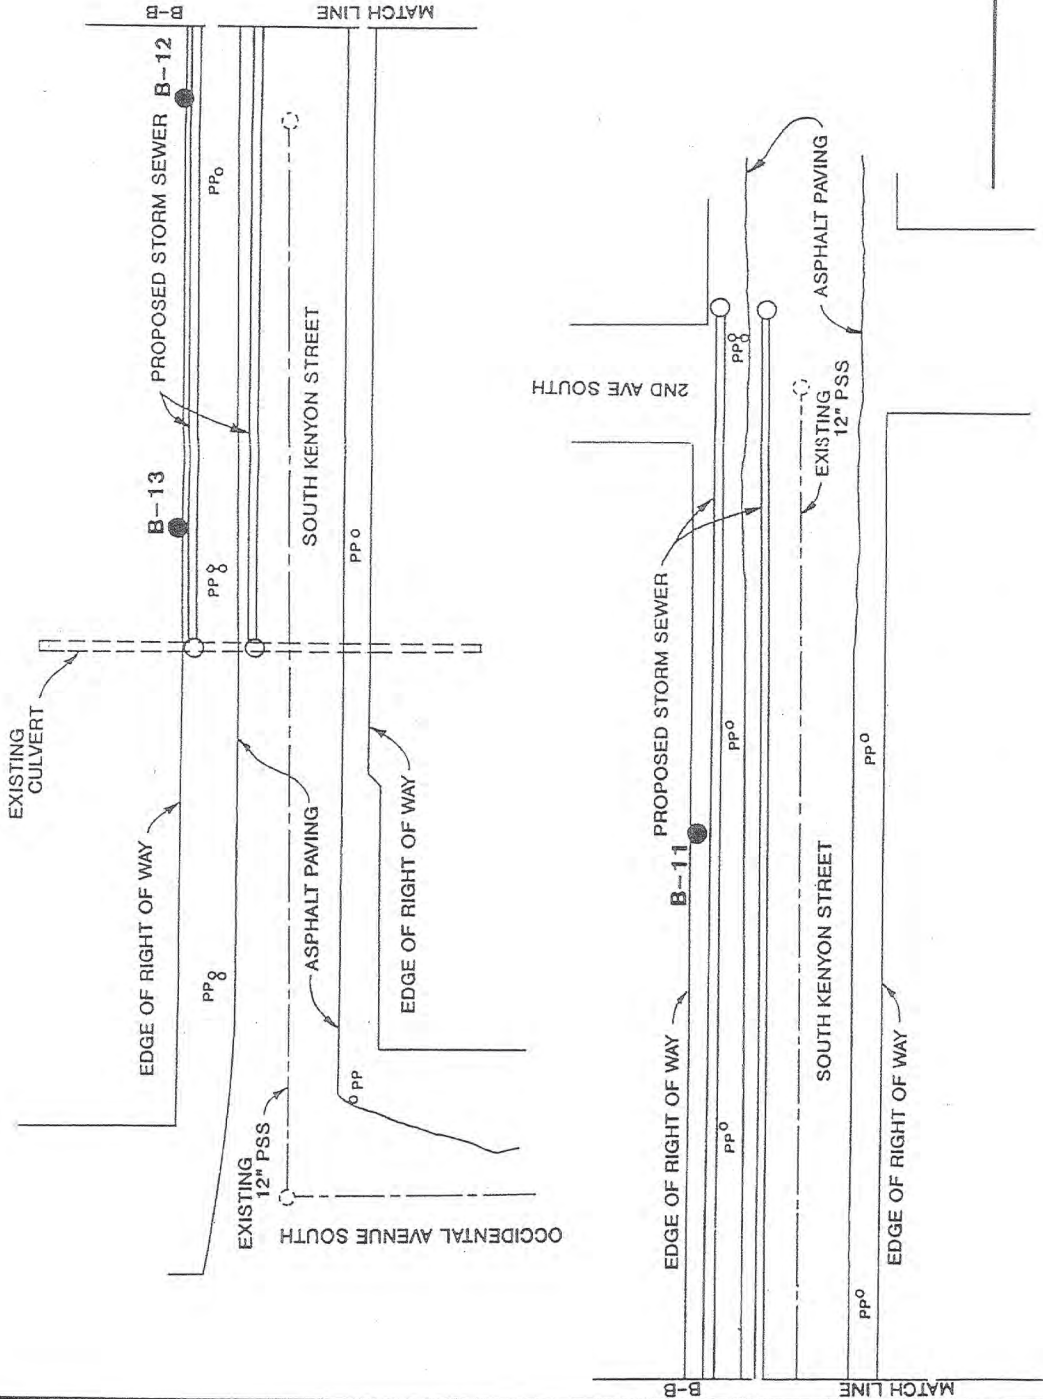 B-B
MATCH LINE
B-12
PROPOSED STORM SEWER
PPo
B-13
SOUTH KENYON STREET
PP
PP o
EXISTING
CULVERT
EDGE OF RIGHT OF WAY
ASPHALT PAVING
EDGE OF RIGHT OF WAY
PP
PP
EXISTING
12" PSS
OCCIDENTAL AVENUE SOUTH
ASPHALT PAVING
2ND AVE SOUTH
PP
EXISTING
12" PSS
PROPOSED STORM SEWER
B-11
PP
PP
SOUTH KENYON STREET
EDGE OF RIGHT OF WAY
PP
EDGE OF RIGHT OF WAY
PP
B-B
MATCH LINE